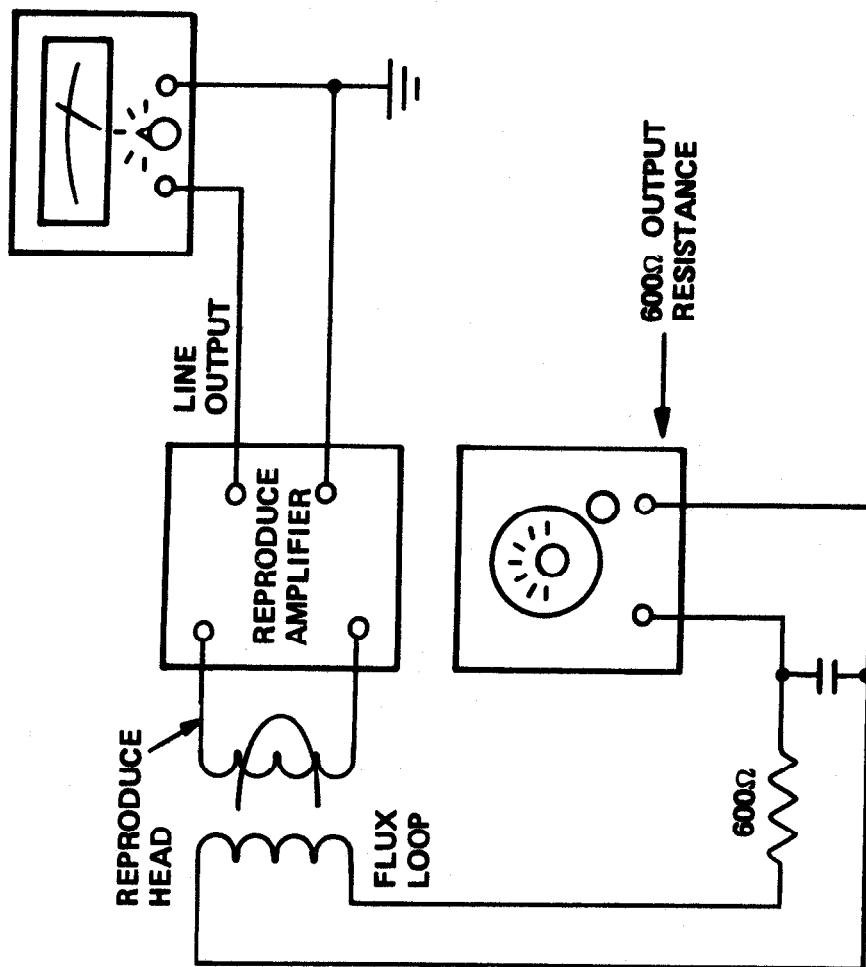 REPRODUCE
HEAD
FLUX
LOOP
REPRODUCE
AMPLIFIER
LINE
OUTPUT
600Ω
600Ω OUTPUT
RESISTANCE